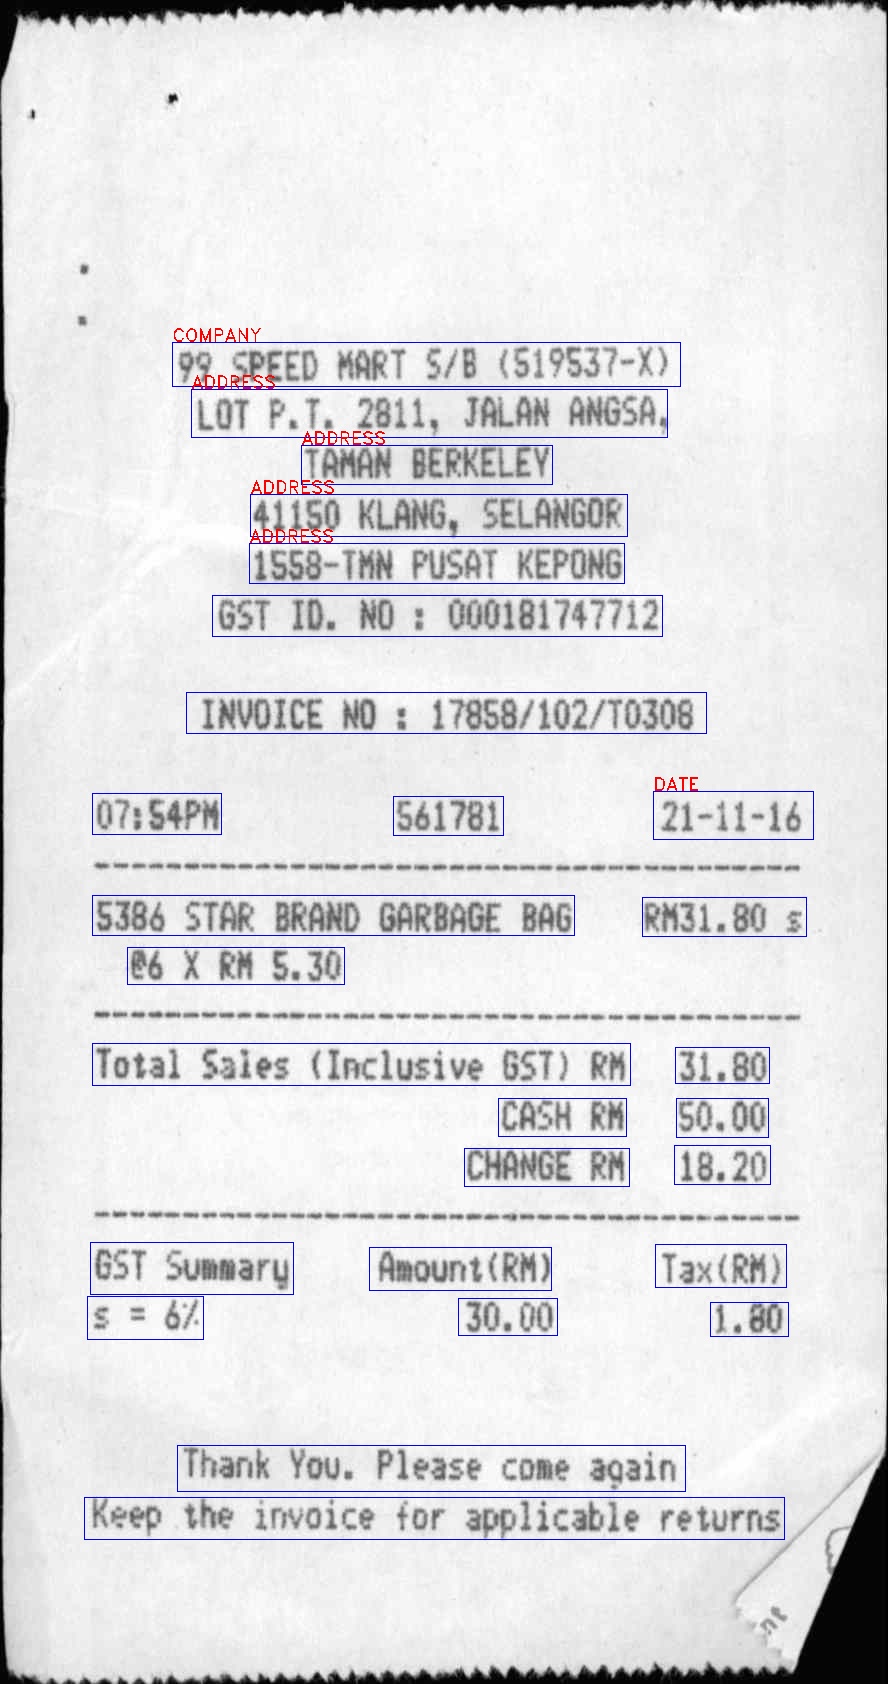 COMPANY
99 SPEED MART S/B (519537-X)
ADDRESS
LOT P.T. 2811, JALAN ANGSA,
ADDRESS
TAMAN BERKELEY
ADDRESS
41150 KLANG, SELANGOR
ADDRESS
1558-TMN PUSAT KEPONG
GST ID. NO : 000181747712
INVOICE NO : 17858/102/T0308
DATE
07:54PM 561781 21-11-16
5386 STAR BRAND GARBAGE BAG RM31.80 s
@6 X RM 5.30
Total Sales (Inclusive GST) RM 31.80
CASH RM 50.00
CHANGE RM 18.20
GST Summary Amount(RM) Tax(RM)
s = 6% 30.00 1.80
Thank You. Please come again
Keep the invoice for applicable returns
nt